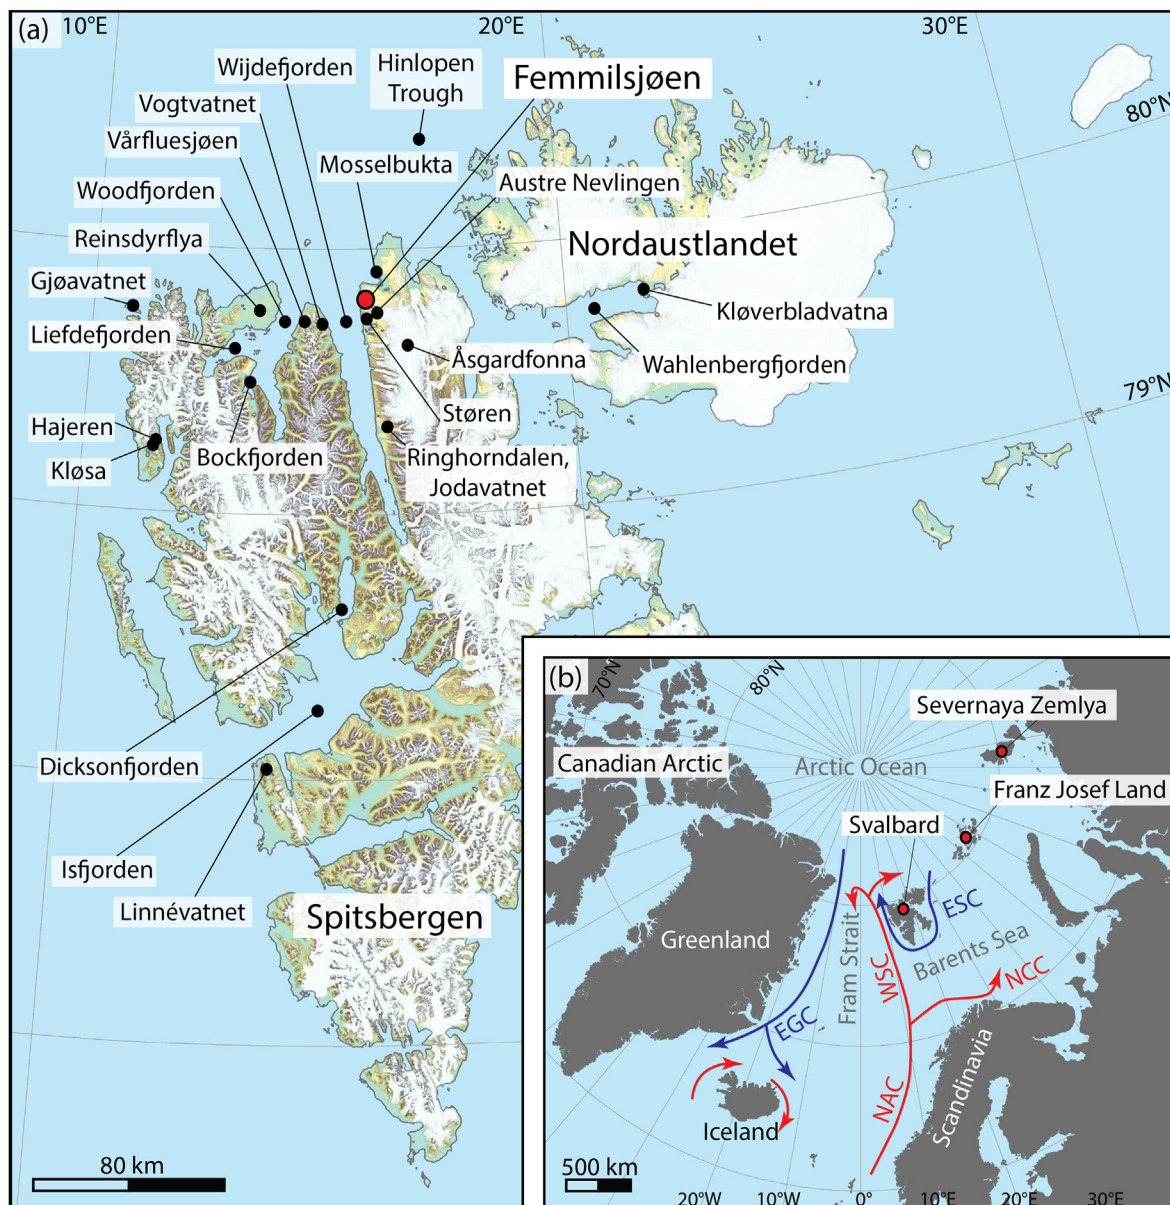 (a)
10°E
20°E
30°E
Wijdefjorden
Hinlopen
Trough
Femmilsjøen
80°N
Vogtvatnet
Vårfluesjøen
Mosselbukta
Austre Nevlingen
Woodfjorden
Reinsdyrflya
Nordaustlandet
Gjøavatnet
Kløverbladvatna
Liefdefjorden
Åsgardfonna
Wahlenbergfjorden
79°N
Støren
Hajeren
Kløsa
Bockfjorden
Ringhorndalen,
Jodavatnet
Dicksonfjorden
Isfjorden
Linnévatnet
Spitsbergen
80 km
(b)
70°N
80°N
Severnaya Zemlya
Canadian Arctic
Arctic Ocean
Franz Josef Land
Svalbard
ESC
Greenland
Fram Strait
WSC
Barents Sea
NCC
EGC
NAC
Scandinavia
Iceland
500 km
20°W
10°W
0°
10°E
20°E
30°E